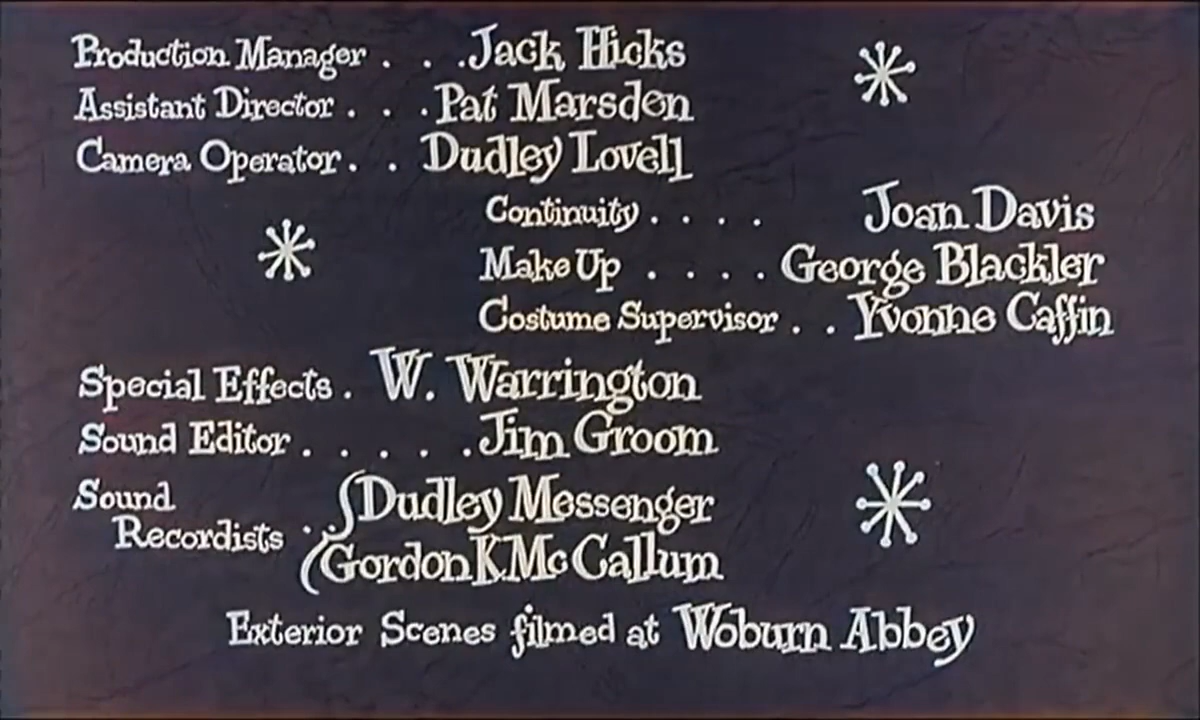 Production Manager . . . Jack Hicks
Assistant Director . . . Pat Marsden
Camera Operator . . Dudley Lovell
Continuity . . . . Joan Davis
Make Up . . . . George Blackler
Costume Supervisor . . Yvonne Caffin
Special Effects . W. Warrington
Sound Editor . . . . . Jim Groom
Sound Dudley Messenger
Recordists . . Gordon K. McCallum
Exterior Scenes filmed at Woburn Abbey